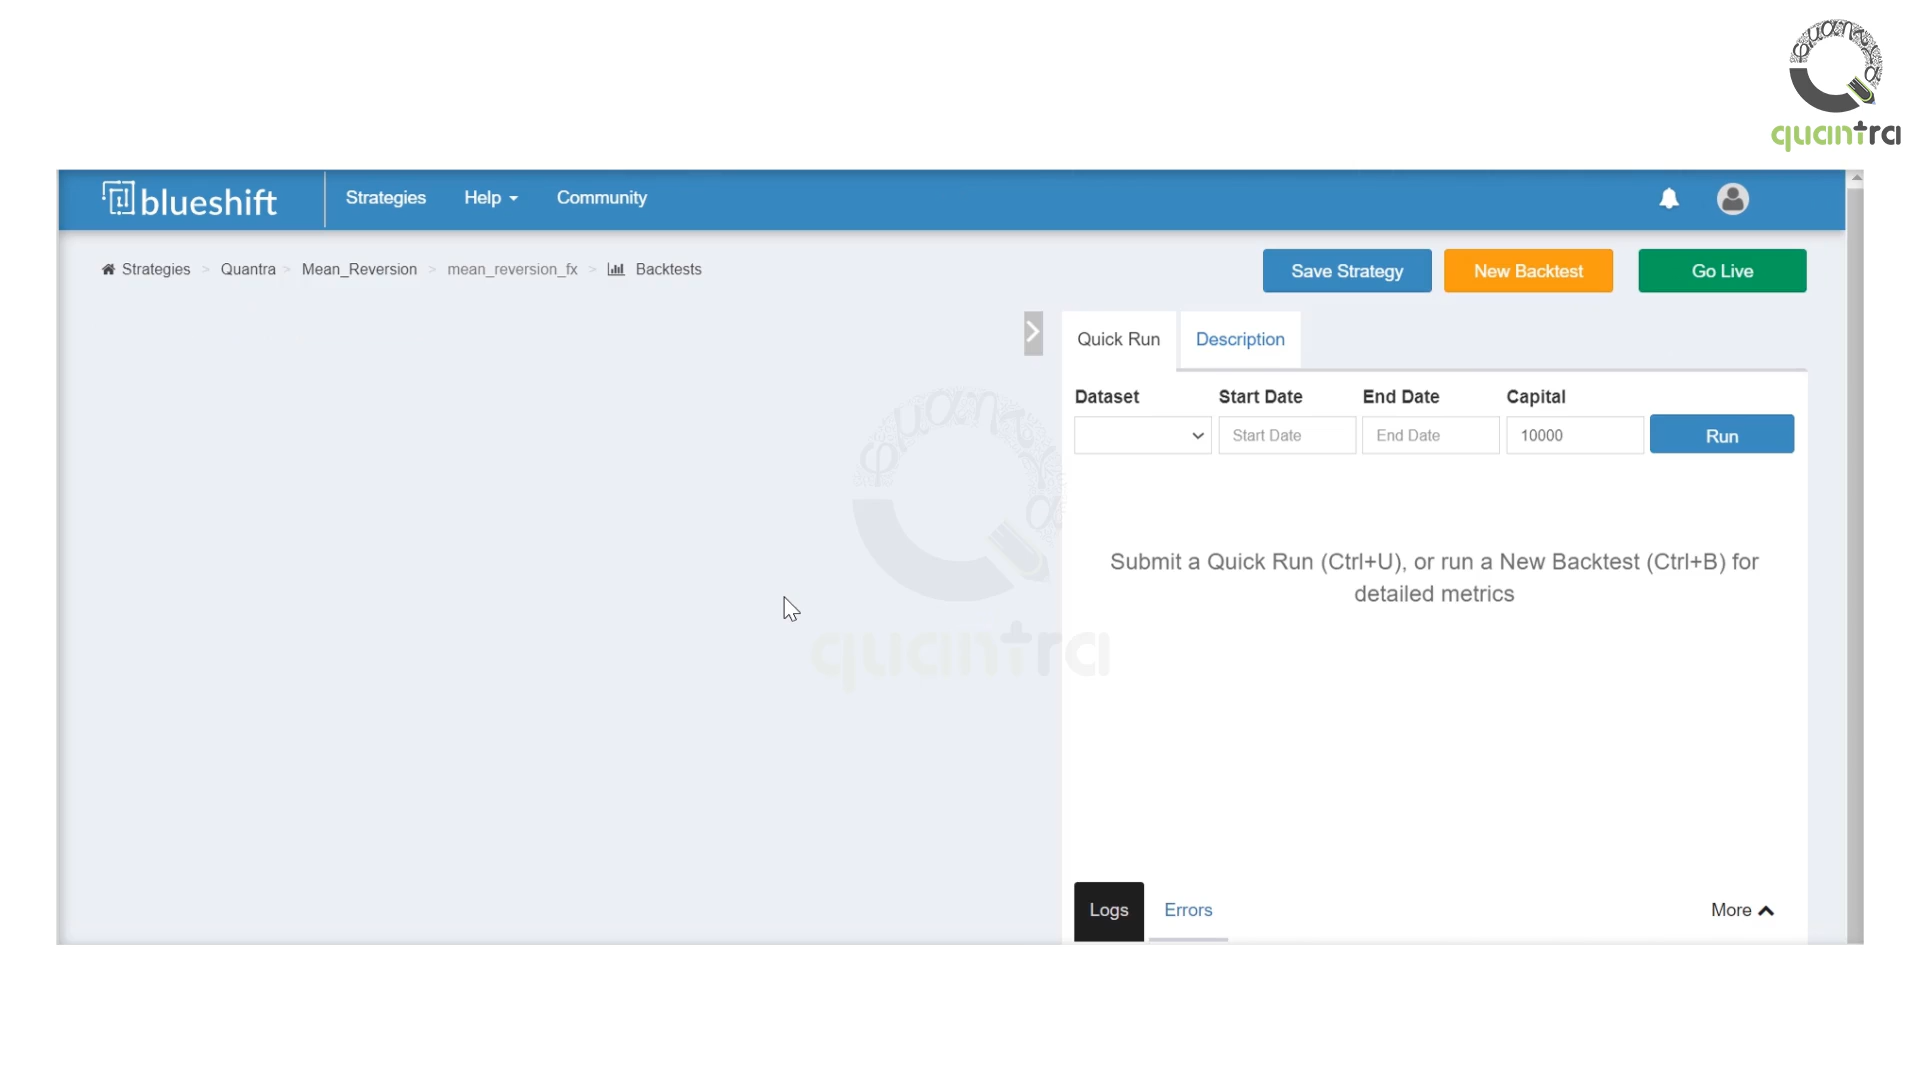 quantra
blueshift Strategies Help Community
Strategies > Quantra > Mean_Reversion > mean_reversion_fx > Backtests
Save Strategy New Backtest Go Live
Quick Run Description
Dataset Start Date End Date Capital
Start Date End Date 10000 Run
Submit a Quick Run (Ctrl+U), or run a New Backtest (Ctrl+B) for
detailed metrics
quantra
Logs Errors More